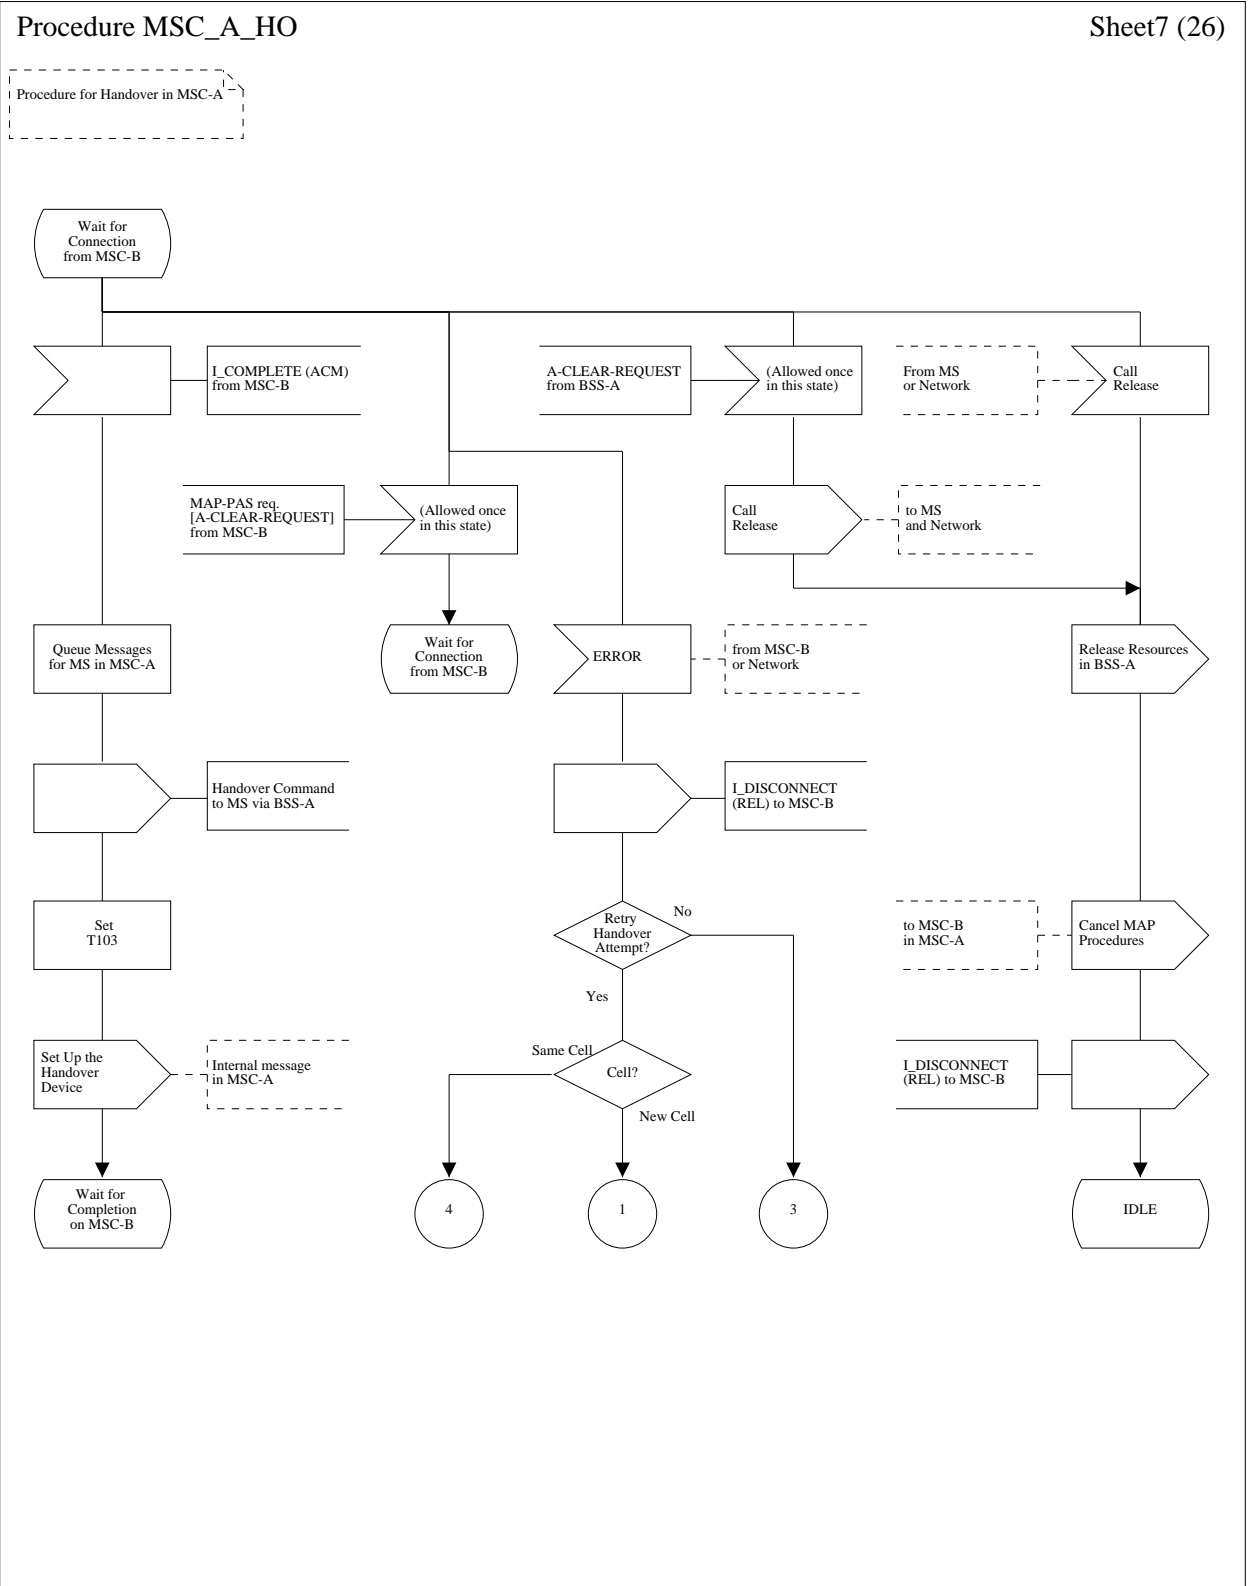 Procedure MSC_A_HO
Sheet7 (26)
Procedure for Handover in MSC-A
Wait for
Connection
from MSC-B
I_COMPLETE (ACM)
from MSC-B
A-CLEAR-REQUEST
from BSS-A
(Allowed once
in this state)
From MS
or Network
Call
Release
MAP-PAS req.
[A-CLEAR-REQUEST]
from MSC-B
(Allowed once
in this state)
Call
Release
to MS
and Network
Queue Messages
for MS in MSC-A
Wait for
Connection
from MSC-B
ERROR
from MSC-B
or Network
Release Resources
in BSS-A
Handover Command
to MS via BSS-A
I_DISCONNECT
(REL) to MSC-B
Set
T103
Retry
Handover
Attempt?
No
Yes
to MSC-B
in MSC-A
Cancel MAP
Procedures
Set Up the
Handover
Device
Internal message
in MSC-A
Same Cell
Cell?
New Cell
I_DISCONNECT
(REL) to MSC-B
Wait for
Completion
on MSC-B
4
1
3
IDLE